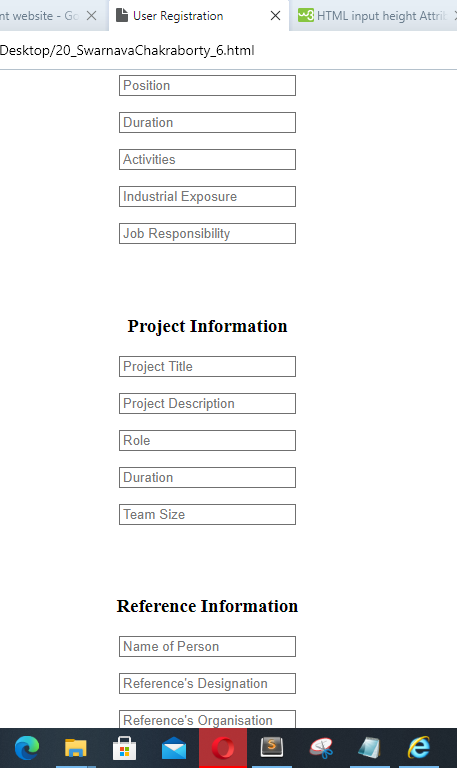 nt website - Go
User Registration
HTML input height Attrib
Desktop/20_SwarnavaChakraborty_6.html
Position
Duration
Activities
Industrial Exposure
Job Responsibility
Project Information
Project Title
Project Description
Role
Duration
Team Size
Reference Information
Name of Person
Reference's Designation
Reference's Organisation